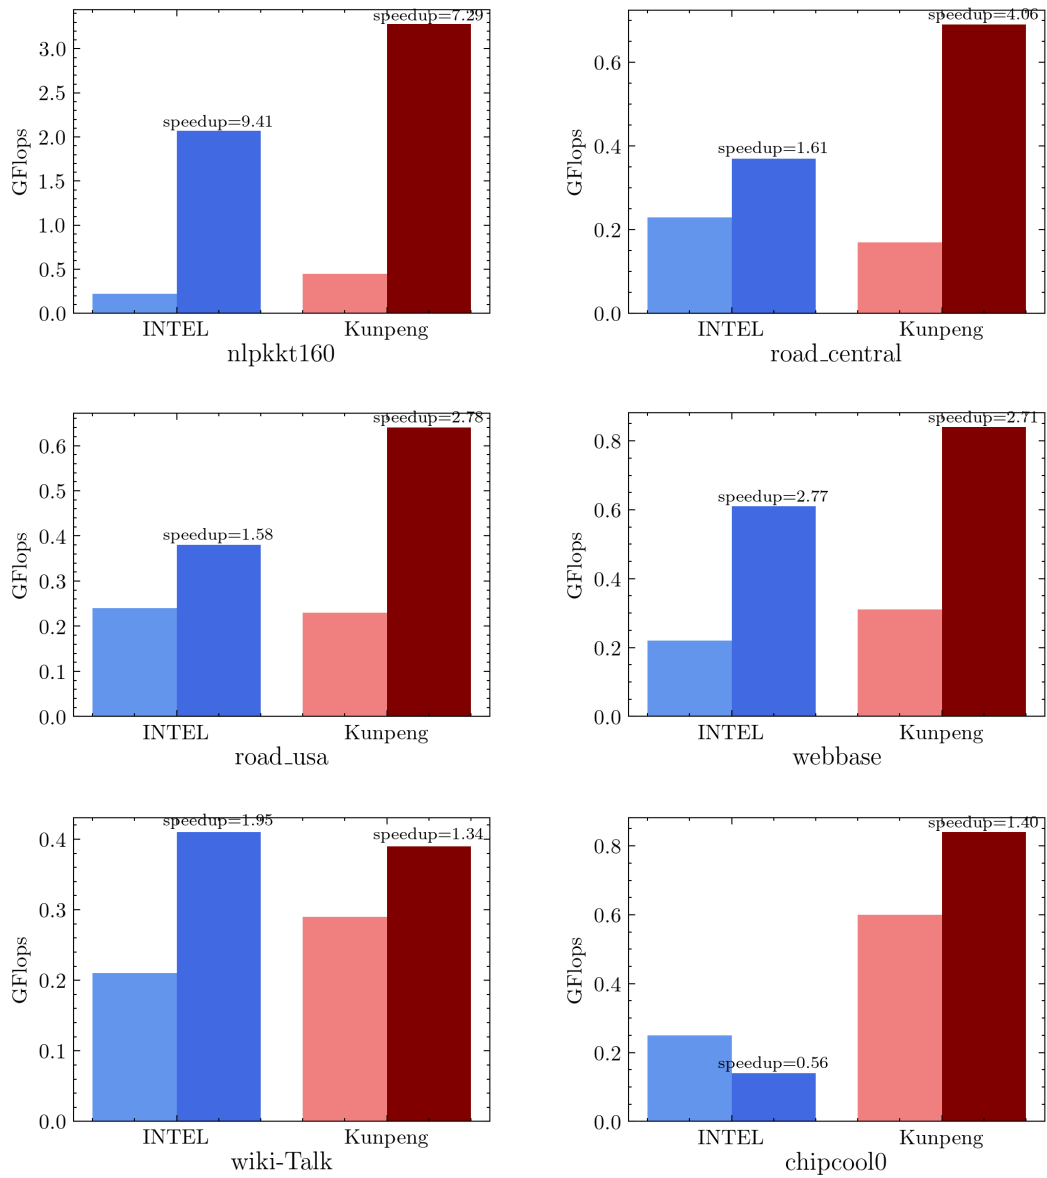 speedup=7.29
3.0
2.5
speedup=9.41
2.0
1.5
1.0
0.5
0.0
GFlops
INTEL Kunpeng
nlpkkt160
speedup=4.06
0.6
speedup=1.61
0.4
0.2
0.0
GFlops
INTEL Kunpeng
road_central
speedup=2.78
0.6
0.5
speedup=1.58
0.4
0.3
0.2
0.1
0.0
GFlops
INTEL Kunpeng
road_usa
speedup=2.71
0.8
speedup=2.77
0.6
0.4
0.2
0.0
GFlops
INTEL Kunpeng
webbase
speedup=1.95
speedup=1.34
0.4
0.3
0.2
0.1
0.0
GFlops
INTEL Kunpeng
wiki-Talk
speedup=1.40
0.8
0.6
0.4
0.2
speedup=0.56
0.0
GFlops
INTEL Kunpeng
chipcool0